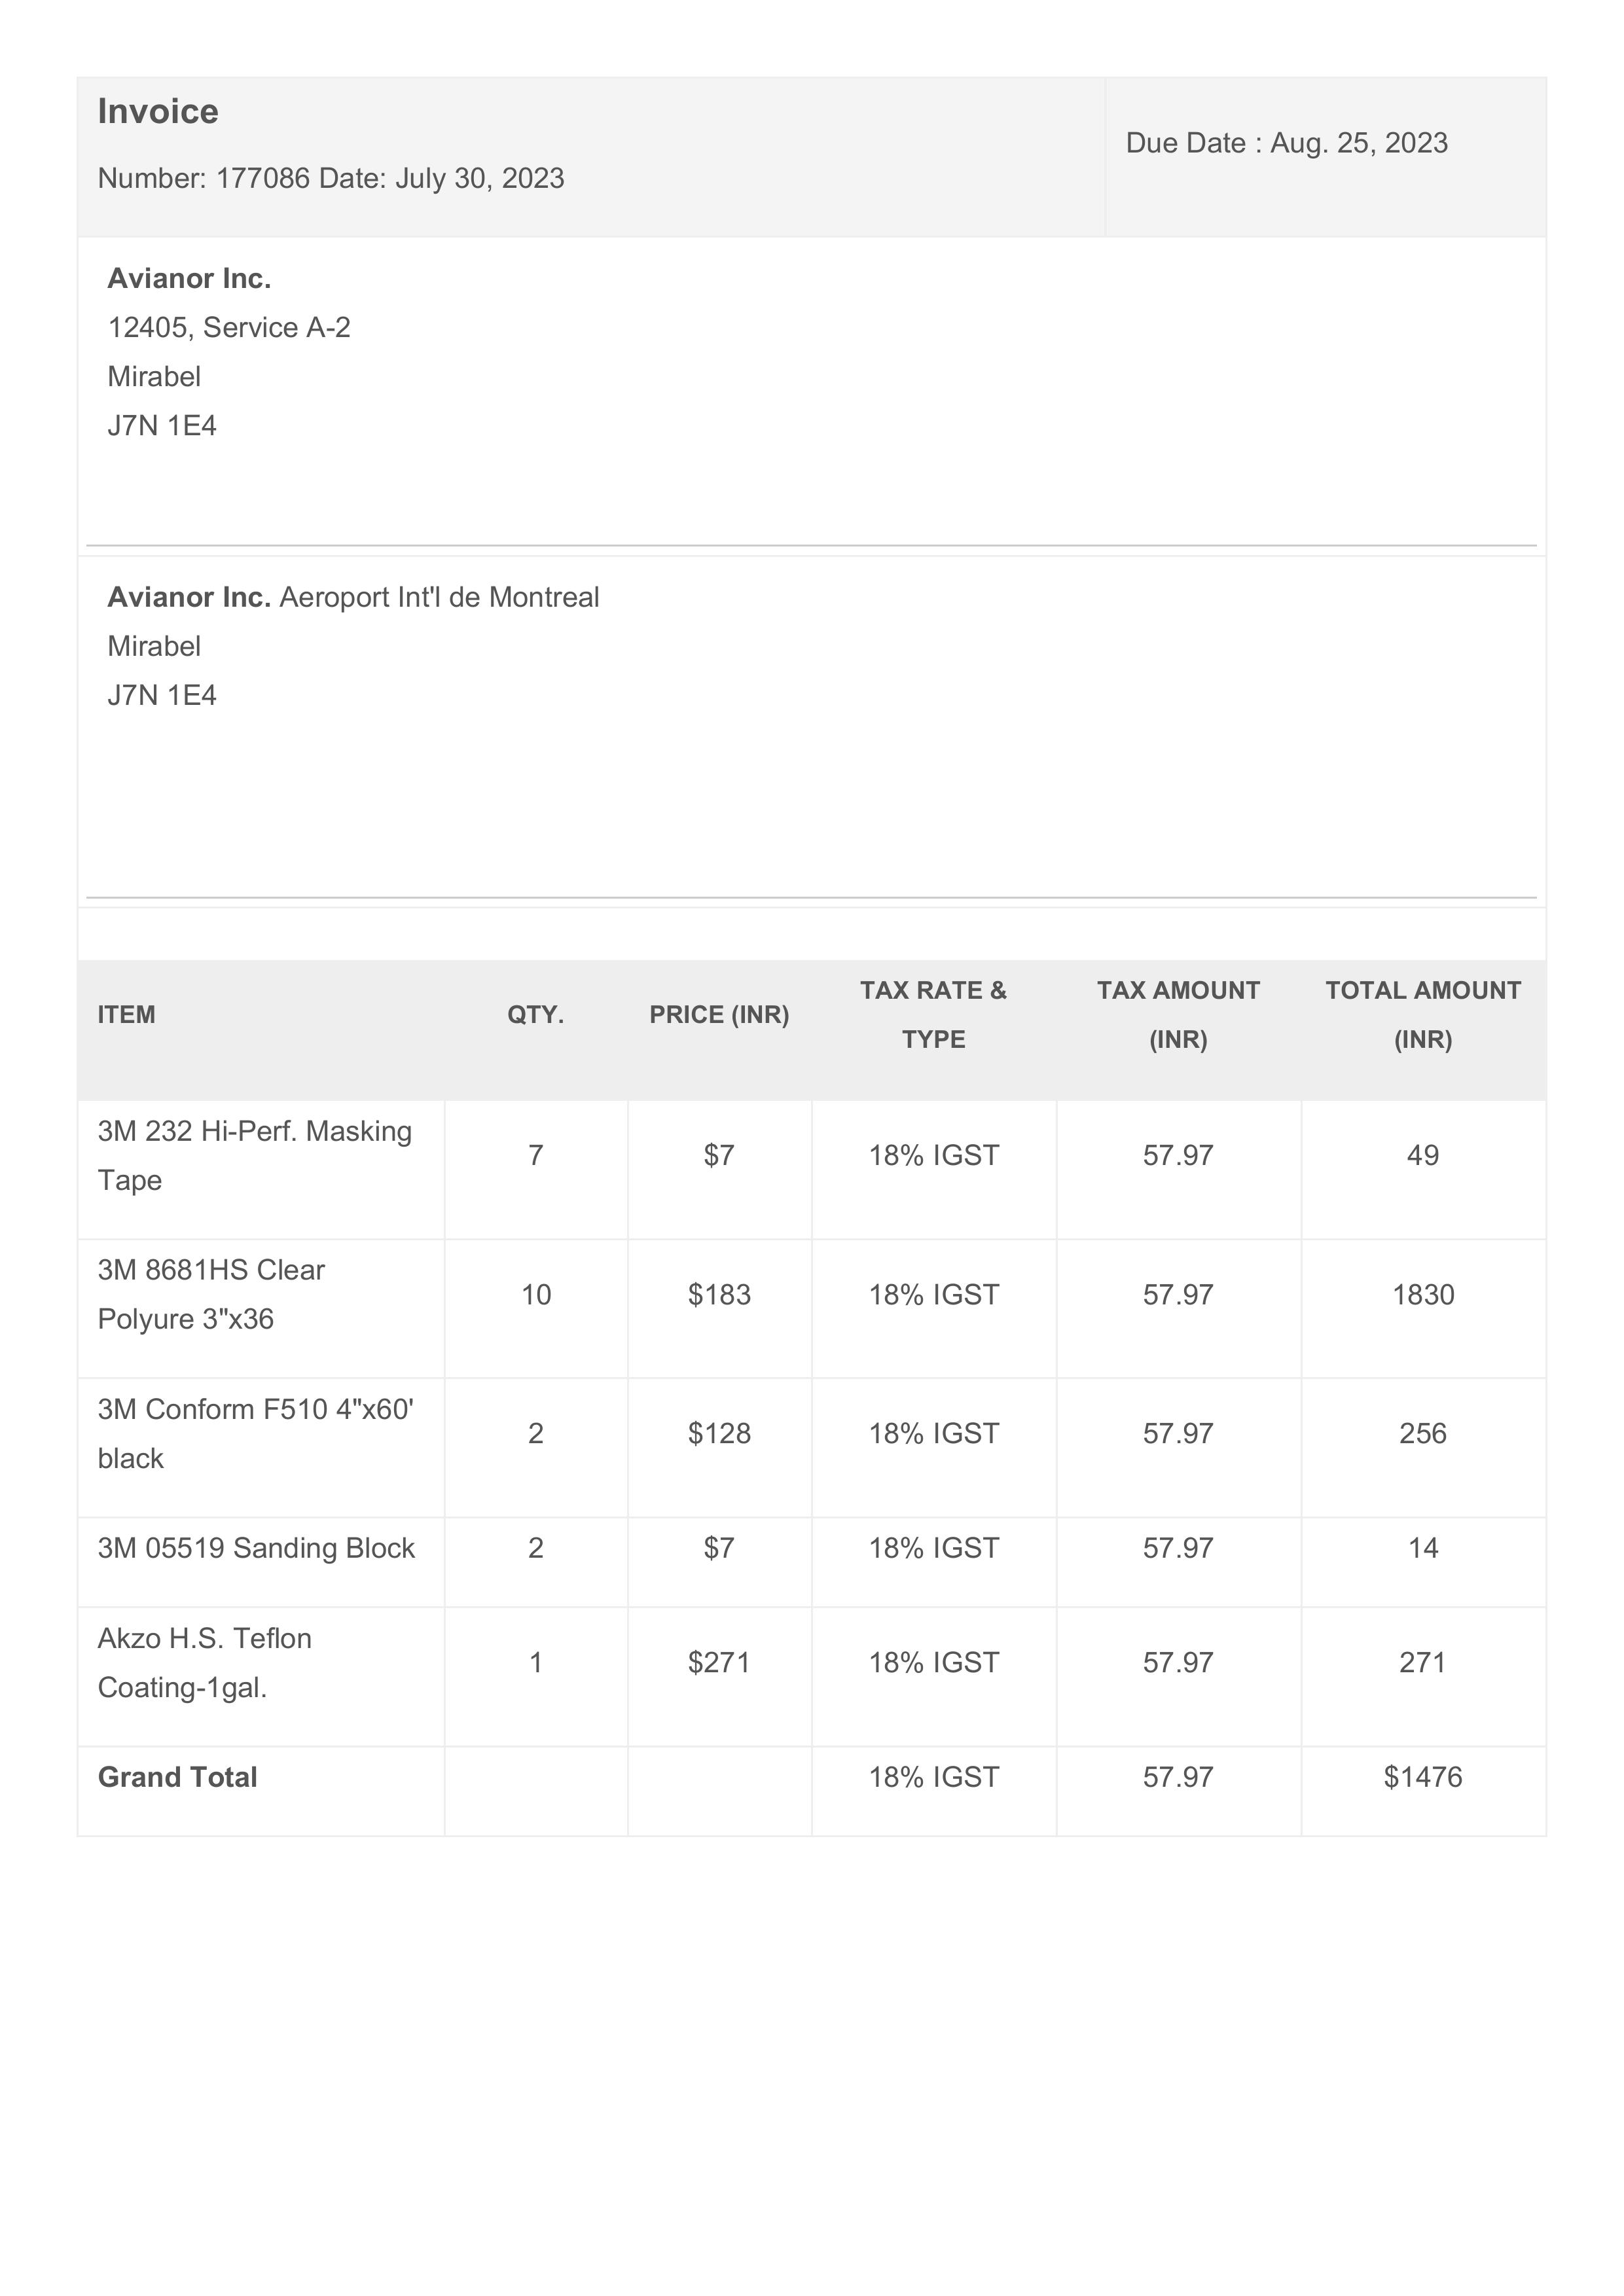 Invoice
Number: 177086 Date: July 30, 2023
Due Date : Aug. 25, 2023
Avianor Inc.
12405, Service A-2
Mirabel
J7N 1E4
Avianor Inc. Aeroport Int'l de Montreal
Mirabel
J7N 1E4
ITEM QTY. PRICE (INR) TAX RATE & TYPE TAX AMOUNT (INR) TOTAL AMOUNT (INR)
3M 232 Hi-Perf. Masking Tape 7 $7 18% IGST 57.97 49
3M 8681HS Clear Polyure 3"x36 10 $183 18% IGST 57.97 1830
3M Conform F510 4"x60' black 2 $128 18% IGST 57.97 256
3M 05519 Sanding Block 2 $7 18% IGST 57.97 14
Akzo H.S. Teflon Coating-1gal. 1 $271 18% IGST 57.97 271
Grand Total 18% IGST 57.97 $1476